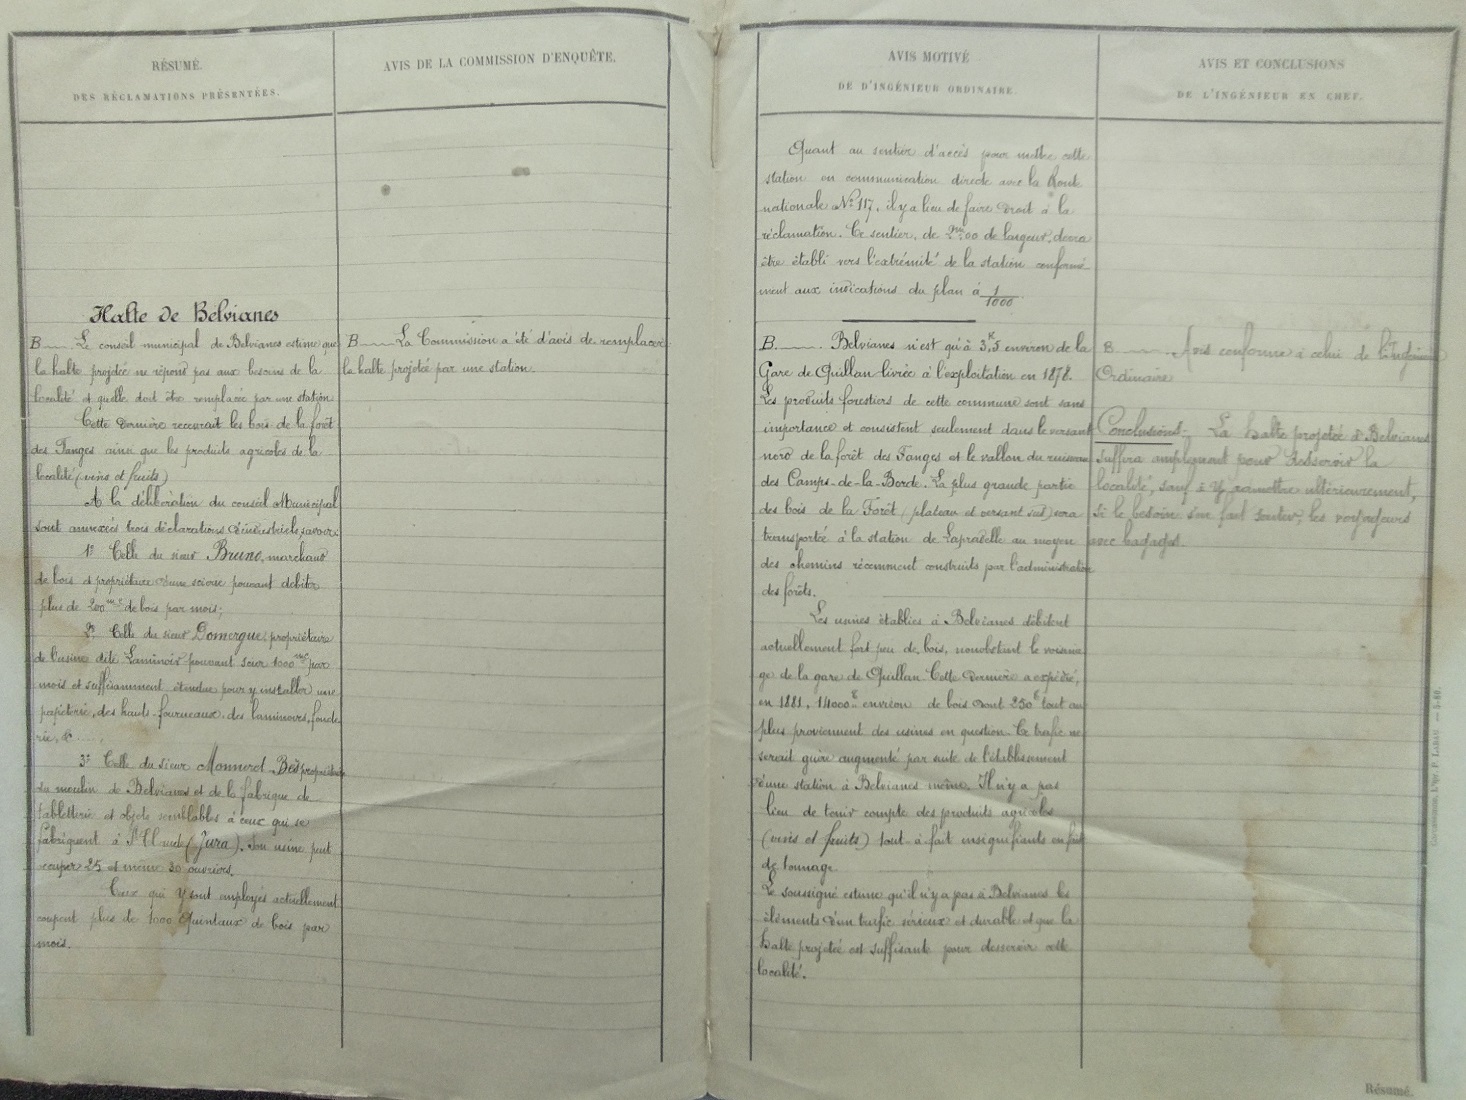 RÉSUMÉ.
DES RÉCLAMATIONS PRÉSENTÉES.
Halte de Belvianes
B. Le conseil municipal de Belvianes estime que
la halte projetée ne répond pas aux besoins de la
localité et qu'elle doit être remplacée par une station
Cette dernière recevrait les bois de la forêt
des Fanges ainsi que les produits agricoles de la
localité (vins et fruits)
A la délibération du conseil Municipal
sont annexées trois déclarations d'industriels, savoir:
1º Celle du sieur Bruno, marchand
de bois et propriétaire d'une scierie pouvant débiter
plus de 200 m.c de bois par mois;
2º Celle du sieur Domergue, propriétaire
de l'usine dite Laminoir pouvant scier 1000 par
mois et suffisamment étendue pour y installer une
papeterie, des hauts-fourneaux, des laminoirs, fonde
rie, &
3º Celle du sieur Monnerel propriétaire
du moulin de Belvianes et de la fabrique de
tabletterie et objets semblables à ceux qui se
fabriquent à St Claude (Jura). Son usine peut
occuper 25 et même 30 ouvriers.
Ceux qui y sont employés actuellement
coupent plus de 1000 Quintaux de bois par
mois.
AVIS DE LA COMMISSION D'ENQUÊTE.
B. La Commission a été d'avis de remplacer
la halte projetée par une station.
AVIS MOTIVÉ
DE D'INGÉNIEUR ORDINAIRE.
Quant au sentier d'accès pour mettre cette
station en communication directe avec la Route
nationale Nº 117, il y a lieu de faire droit à la
réclamation. Ce sentier, de 2m.00 de largeur, devra
être établi vers l'extrémité de la station conformé
ment aux indications du plan à 1/1000.
B. Belvianes n'est qu'à 3K,5 environ de la
Gare de Quillan livrée à l'exploitation en 1878.
Les produits forestiers de cette commune sont sans
importance et consistent seulement dans le versant
nord de la forêt des Fanges et le vallon du ruisseau
des Camps-de-la-Borde. La plus grande partie
des bois de la Forêt (plateau et versant sud) sera
transportée à la station de Lapradelle au moyen
des chemins récemment construits par l'administration
des forêts.
Les usines établies à Belvianes débitent
actuellement fort peu de bois, nonobstant le voisina
ge de la gare de Quillan. Cette dernière a expédié,
en 1881, 14000 t environ de bois dont 250 t tout au
plus proviennent des usines en question. Ce trafic ne
serait guère augmenté par suite de l'établissement
d'une station à Belvianes même. Il n'y a pas
lieu de tenir compte des produits agricoles
(vins et fruits) tout-à-fait insignifiants en fait
de tonnage.
Le soussigné estime qu'il n'y a pas à Belvianes les
éléments d'un trafic sérieux et durable et que la
halte projetée est suffisante pour desservir cette
localité.
AVIS ET CONCLUSIONS
DE L'INGÉNIEUR EN CHEF.
B. Avis conforme à celui de l'Ingénieur
Ordinaire
Conclusions. La halte projetée à Belvianes
suffira amplement pour desservir la
localité, sauf à y admettre ultérieurement,
si le besoin s'en fait sentir, les voyageurs
avec bagages.
Résumé.